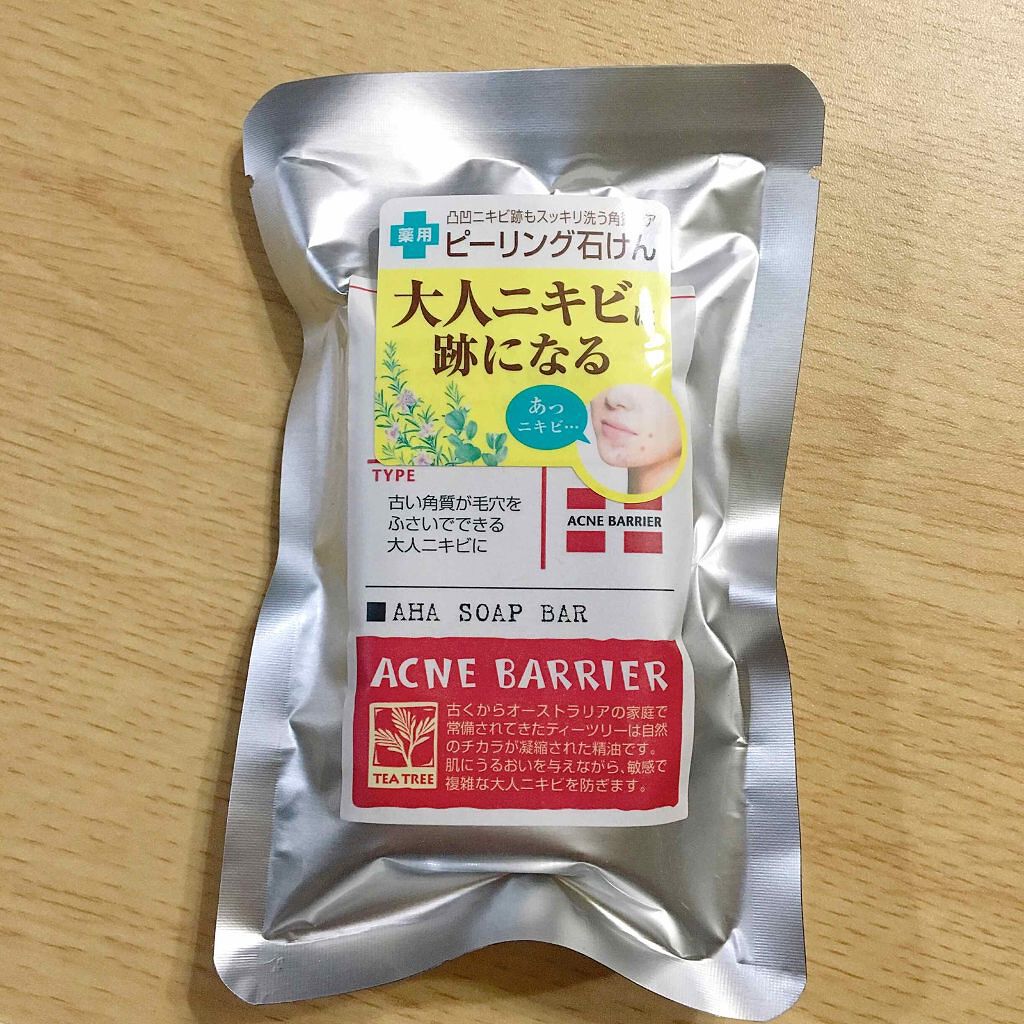 薬用
凸凹ニキビ跡もスッキリ洗う角質ケア
ピーリング石けん
大人ニキビは
跡になる
あっ
ニキビ…
TYPE
古い角質が毛穴を
ふさいでできる
大人ニキビに
ACNE BARRIER
■AHA SOAP BAR
ACNE BARRIER
古くからオーストラリアの家庭で
常備されてきたティーツリーは自然
のチカラが凝縮された精油です。
肌にうるおいを与えながら、敏感で
複雑な大人ニキビを防ぎます。
TEA TREE